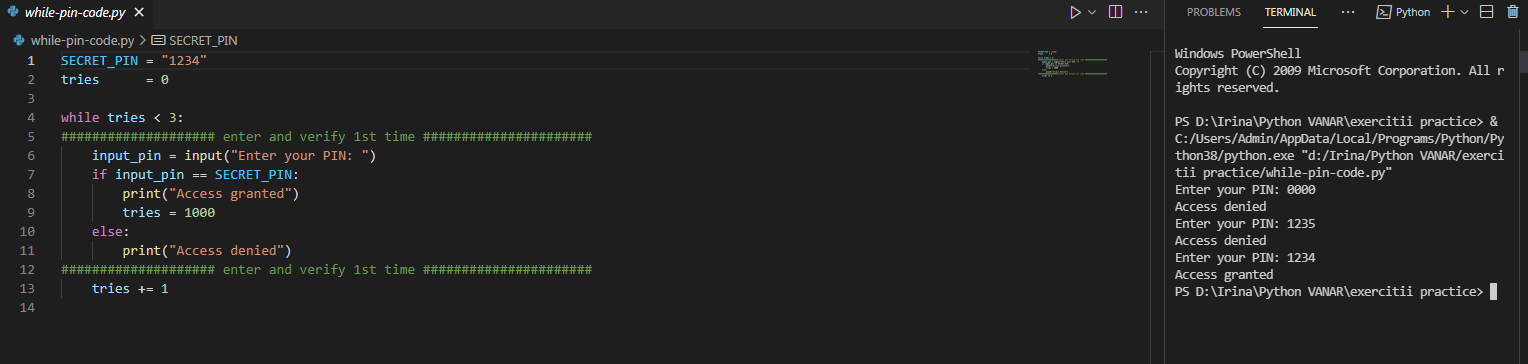 while-pin-code.py
while-pin-code.py > SECRET_PIN
1 SECRET_PIN = "1234"
2 tries      = 0
3
4 while tries < 3:
5 #################### enter and verify 1st time ######################
6     input_pin = input("Enter your PIN: ")
7     if input_pin == SECRET_PIN:
8         print("Access granted")
9         tries = 1000
10     else:
11         print("Access denied")
12 #################### enter and verify 1st time ######################
13     tries += 1
14
PROBLEMS TERMINAL ··· Python
Windows PowerShell
Copyright (C) 2009 Microsoft Corporation. All r
ights reserved.
PS D:\Irina\Python VANAR\exercitii practice> &
C:/Users/Admin/AppData/Local/Programs/Python/Py
thon38/python.exe "d:/Irina/Python VANAR/exerci
tii practice/while-pin-code.py"
Enter your PIN: 0000
Access denied
Enter your PIN: 1235
Access denied
Enter your PIN: 1234
Access granted
PS D:\Irina\Python VANAR\exercitii practice>